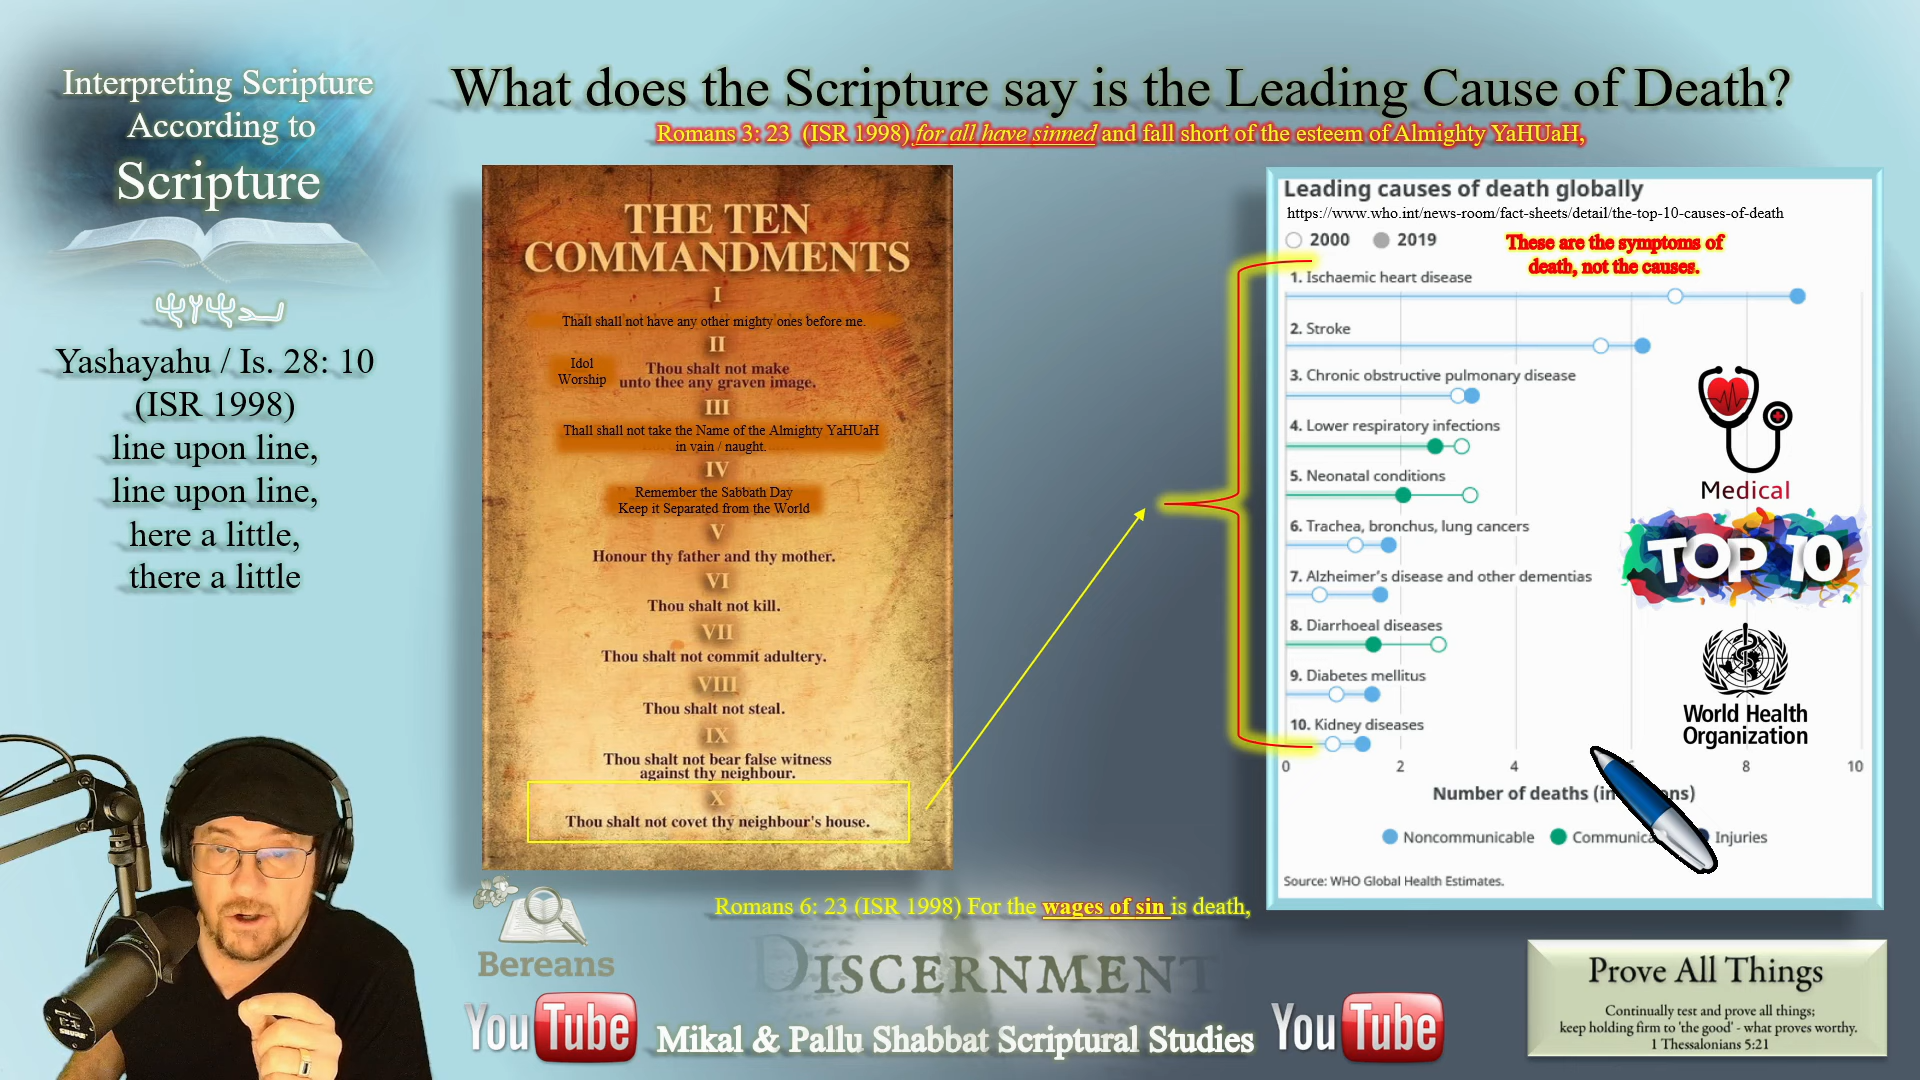 Interpreting Scripture
According to
Scripture
𐤉𐤄𐤅𐤄
Yashayahu / Is. 28: 10
(ISR 1998)
line upon line,
line upon line,
here a little,
there a little
What does the Scripture say is the Leading Cause of Death?
Romans 3: 23 (ISR 1998) for all have sinned and fall short of the esteem of Almighty YaHUaH,
THE TEN
COMMANDMENTS
I
Thall shall not have any other mighty ones before me.
II
Idol
Worship
Thou shalt not make
unto thee any graven image.
III
Thall shall not take the Name of the Almighty YaHUaH
in vain / naught.
IV
Remember the Sabbath Day
Keep it Separated from the World
V
Honour thy father and thy mother.
VI
Thou shalt not kill.
VII
Thou shalt not commit adultery.
VIII
Thou shalt not steal.
IX
Thou shalt not bear false witness
against thy neighbour.
X
Thou shalt not covet thy neighbour's house.
Leading causes of death globally
https://www.who.int/news-room/fact-sheets/detail/the-top-10-causes-of-death
2000 2019
These are the symptoms of
death, not the causes.
1. Ischaemic heart disease
2. Stroke
3. Chronic obstructive pulmonary disease
4. Lower respiratory infections
5. Neonatal conditions
6. Trachea, bronchus, lung cancers
7. Alzheimer's disease and other dementias
8. Diarrhoeal diseases
9. Diabetes mellitus
10. Kidney diseases
0 2 4 8 10
Number of deaths
Noncommunicable Injuries
Source: WHO Global Health Estimates.
Medical
TOP 10
World Health
Organization
Romans 6: 23 (ISR 1998) For the wages of sin is death,
Bereans
DISCERNMENT
YouTube
Mikal & Pallu Shabbat Scriptural Studies
YouTube
Prove All Things
Continually test and prove all things;
keep holding firm to 'the good' - what proves worthy.
1 Thessalonians 5:21
SHURE